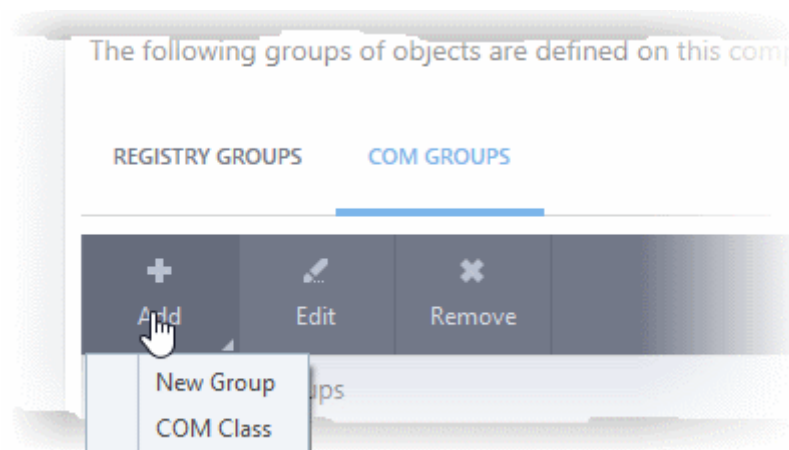 The following groups of objects are defined on this
REGISTRY GROUPS COM GROUPS
Add Edit Remove
New Group
COM Class